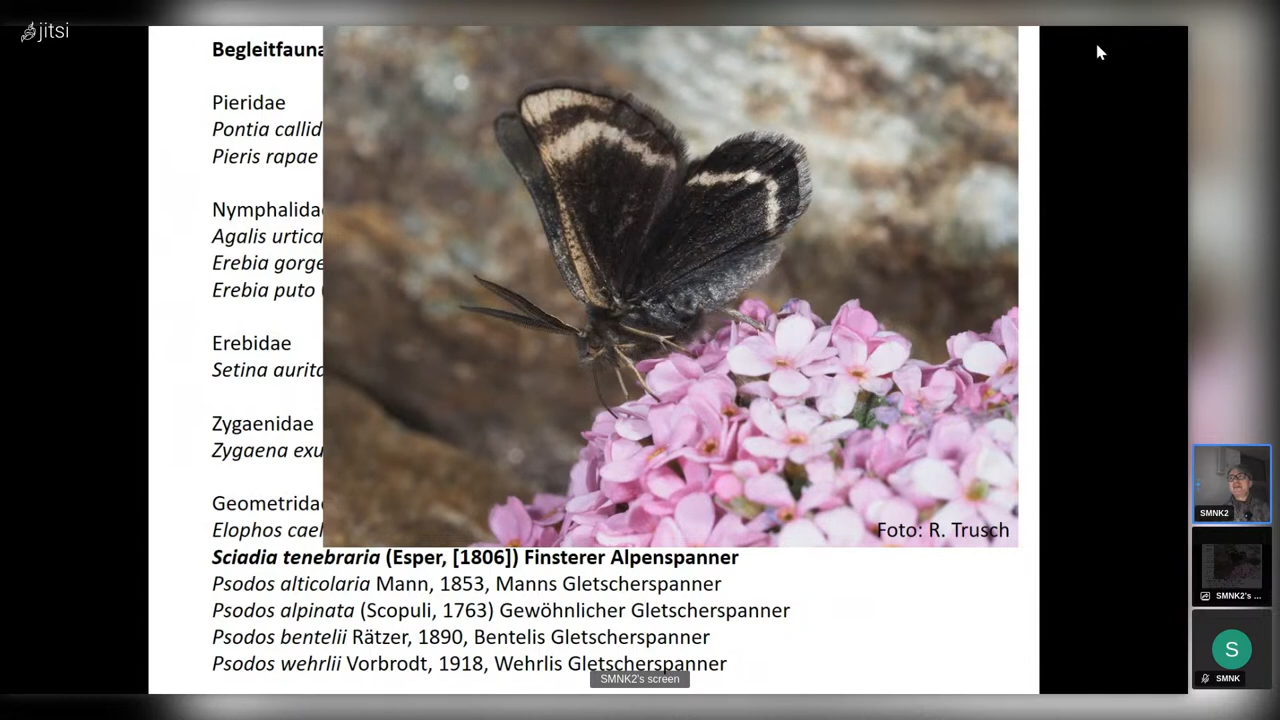 jitsi
Begleitfauna
Pieridae
Pontia callid
Pieris rapae
Nymphalidae
Agalis urtica
Erebia gorge
Erebia puto
Erebidae
Setina aurita
Zygaenidae
Zygaena exu
Geometridae
Elophos cael
Foto: R. Trusch
Sciadia tenebraria (Esper, [1806]) Finsterer Alpenspanner
Psodos alticolaria Mann, 1853, Manns Gletscherspanner
Psodos alpinata (Scopuli, 1763) Gewöhnlicher Gletscherspanner
Psodos bentelii Rätzer, 1890, Bentelis Gletscherspanner
Psodos wehrlii Vorbrodt, 1918, Wehrlis Gletscherspanner
SMNK2's screen
SMNK2
SMNK2's ...
S
SMNK